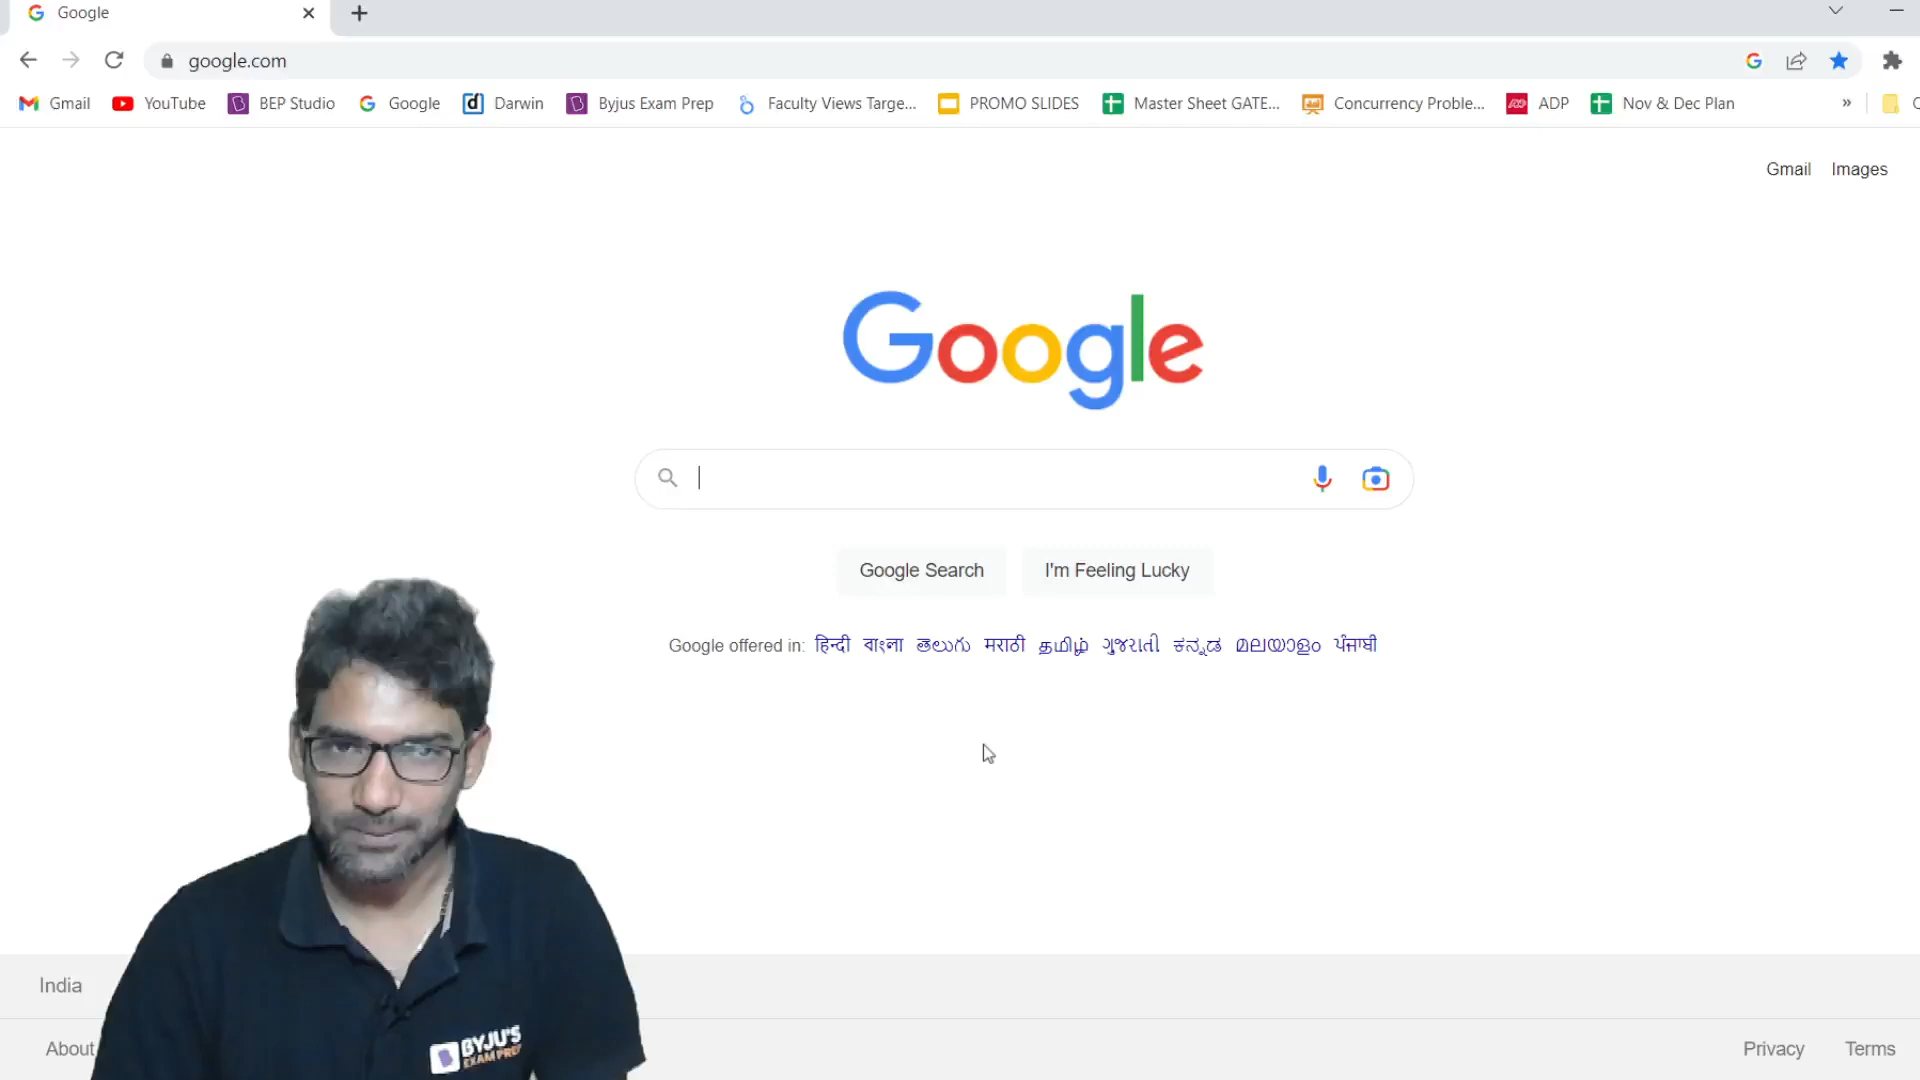 Google
google.com
Gmail YouTube BEP Studio Google Darwin Byjus Exam Prep Faculty Views Targe... PROMO SLIDES Master Sheet GATE... Concurrency Proble... ADP Nov & Dec Plan »
Gmail Images
Google
Google Search I'm Feeling Lucky
Google offered in: हिन्दी বাংলা తెలుగు मराठी தமிழ் ગુજરાતી ಕನ್ನಡ മലയാളം ਪੰਜਾਬੀ
India
About Privacy Terms
BYJU'S
EXAM PREP